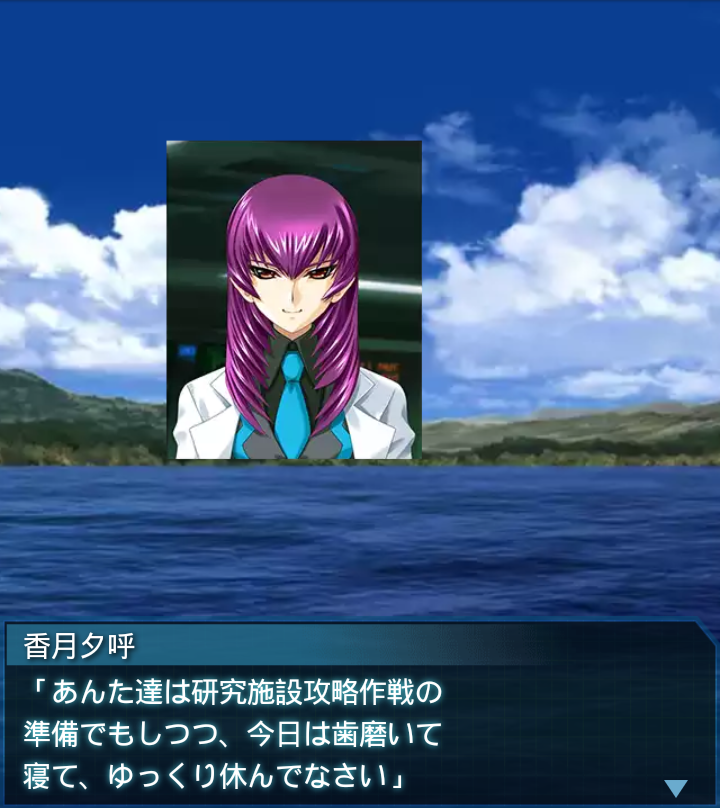 香月夕呼
「あんた達は研究施設攻略作戦の
準備でもしつつ、今日は歯磨いて
寝て、ゆっくり休んでなさい」